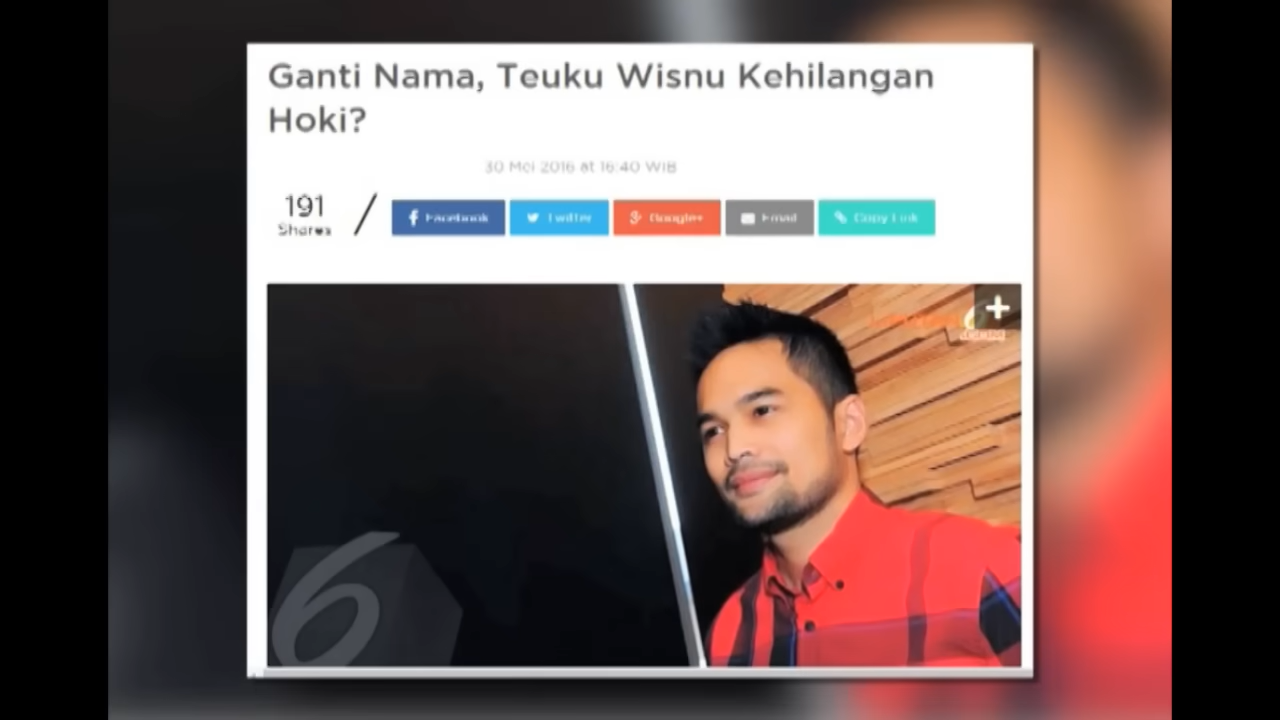 Ganti Nama, Teuku Wisnu Kehilangan
Hoki?
30 Mei 2016 at 16:40 WIB
191
Shares
Facebook
Twitter
Google+
Email
Copy Link
6